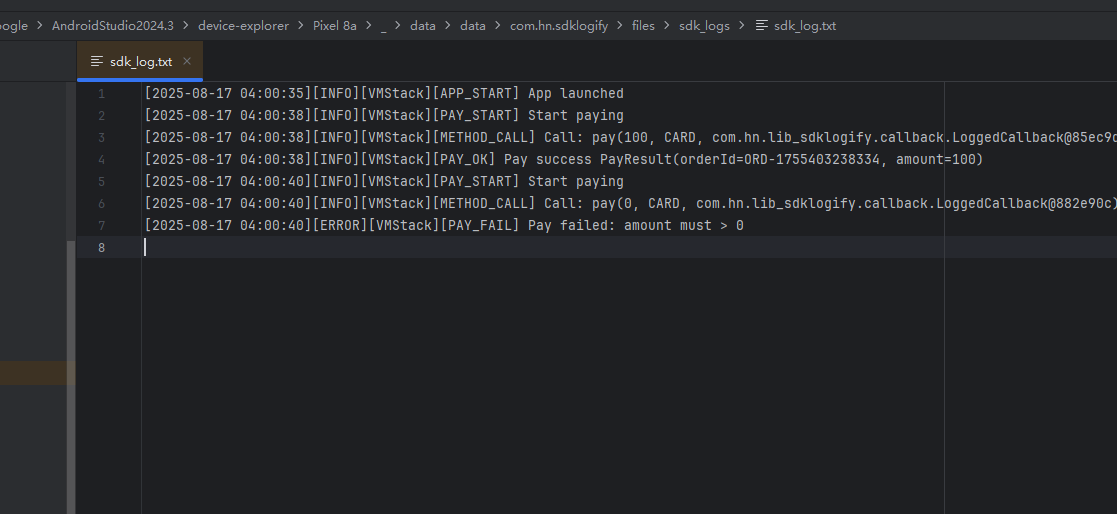 AndroidStudio2024.3 > device-explorer > Pixel 8a > _ > data > data > com.hn.sdklogify > files > sdk_logs > sdk_log.txt
sdk_log.txt ×
1 [2025-08-17 04:00:35][INFO][VMStack][APP_START] App launched
2 [2025-08-17 04:00:38][INFO][VMStack][PAY_START] Start paying
3 [2025-08-17 04:00:38][INFO][VMStack][METHOD_CALL] Call: pay(100, CARD, com.hn.lib_sdklogify.callback.LoggedCallback@85ec9
4 [2025-08-17 04:00:38][INFO][VMStack][PAY_OK] Pay success PayResult(orderId=ORD-1755403238334, amount=100)
5 [2025-08-17 04:00:40][INFO][VMStack][PAY_START] Start paying
6 [2025-08-17 04:00:40][INFO][VMStack][METHOD_CALL] Call: pay(0, CARD, com.hn.lib_sdklogify.callback.LoggedCallback@882e90c)
7 [2025-08-17 04:00:40][ERROR][VMStack][PAY_FAIL] Pay failed: amount must > 0
8